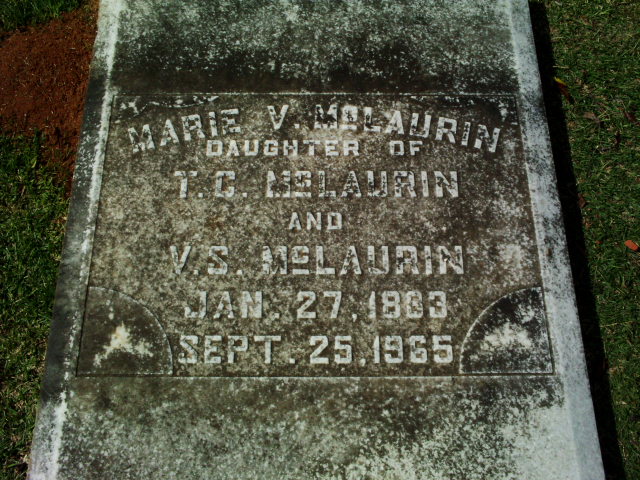 MARIE V. McLAURIN
DAUGHTER OF
T.C. McLAURIN
AND
V.S. McLAURIN
JAN. 27, 1883
SEPT. 25, 1965